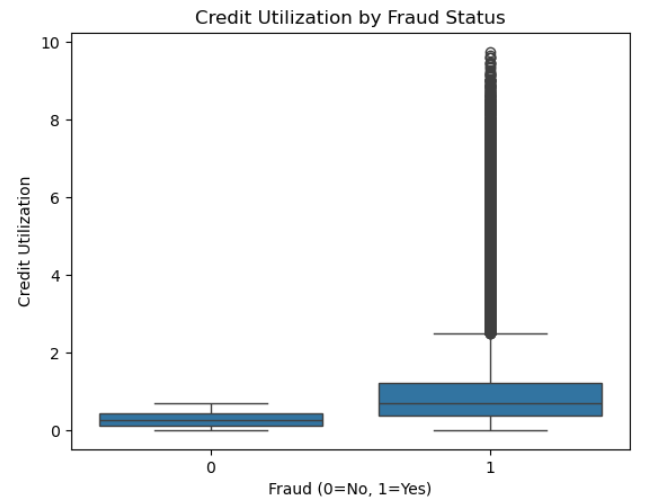 Credit Utilization by Fraud Status
10
8
6
4
2
0
Credit Utilization
0
1
Fraud (0=No, 1=Yes)